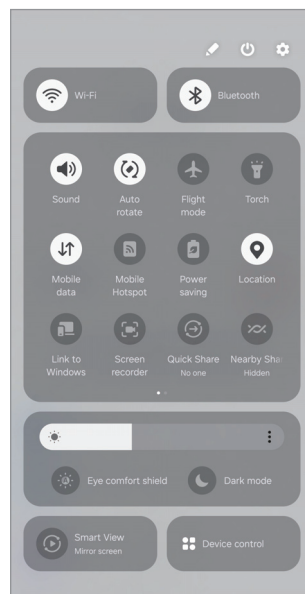 Wi-Fi
Bluetooth
Sound
Auto
rotate
Flight
mode
Torch
Mobile
data
Mobile
Hotspot
Power
saving
Location
Link to
Windows
Screen
recorder
Quick Share
No one
Nearby Sha
Hidden
Eye comfort shield
Dark mode
Smart View
Mirror screen
Device control